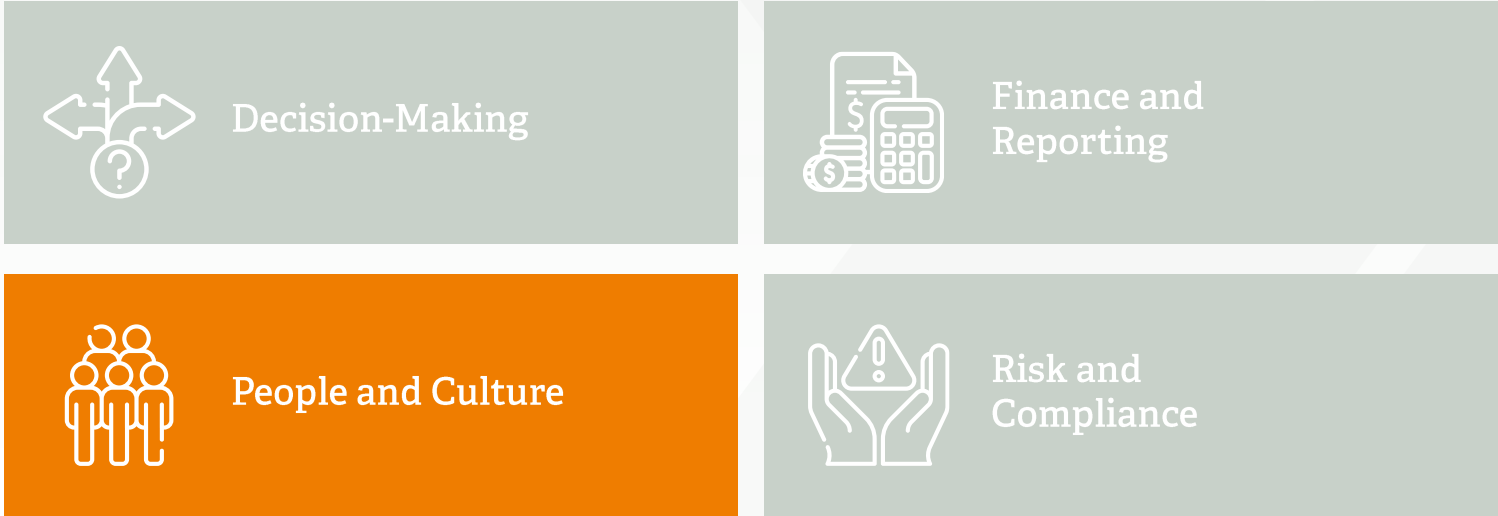 Decision-Making
Finance and
Reporting
People and Culture
Risk and
Compliance